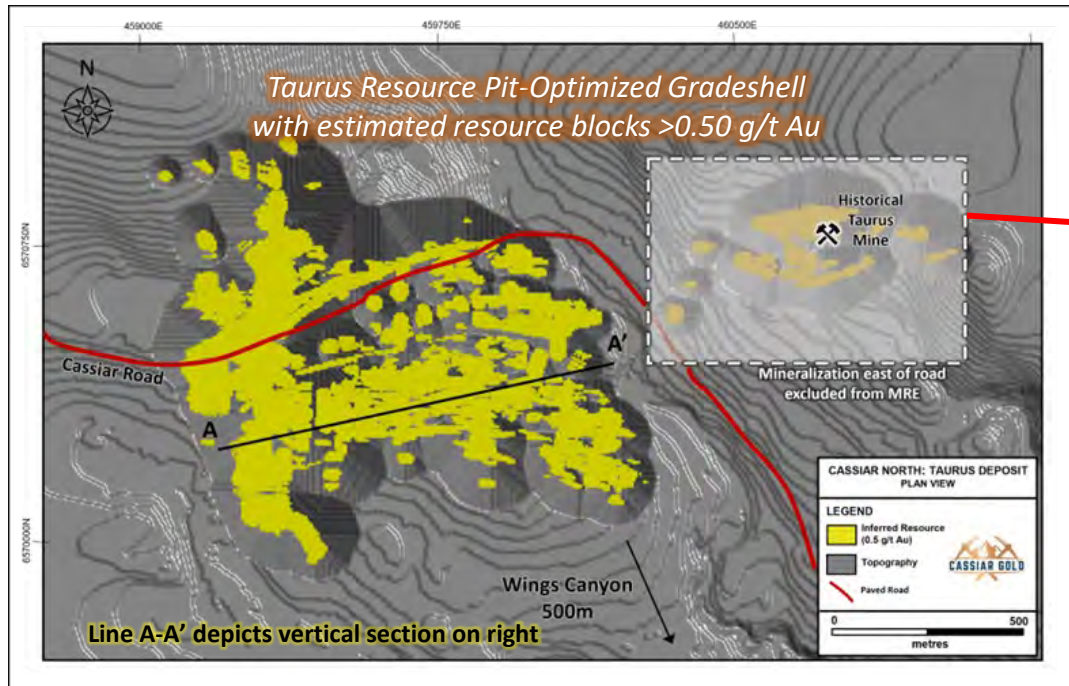 459000E
459750E
460500E
N
Taurus Resource Pit-Optimized Gradeshell
with estimated resource blocks >0.50 g/t Au
6570750N
Historical
Taurus
Mine
Cassiar Road
A'
A
Mineralization east of road
excluded from MRE
6570000N
Wings Canyon
500m
Line A-A’ depicts vertical section on right
CASSIAR NORTH: TAURUS DEPOSIT
PLAN VIEW
LEGEND
Inferred Resource
(0.5 g/t Au)
Topography
Paved Road
CASSIAR GOLD
0 500
metres